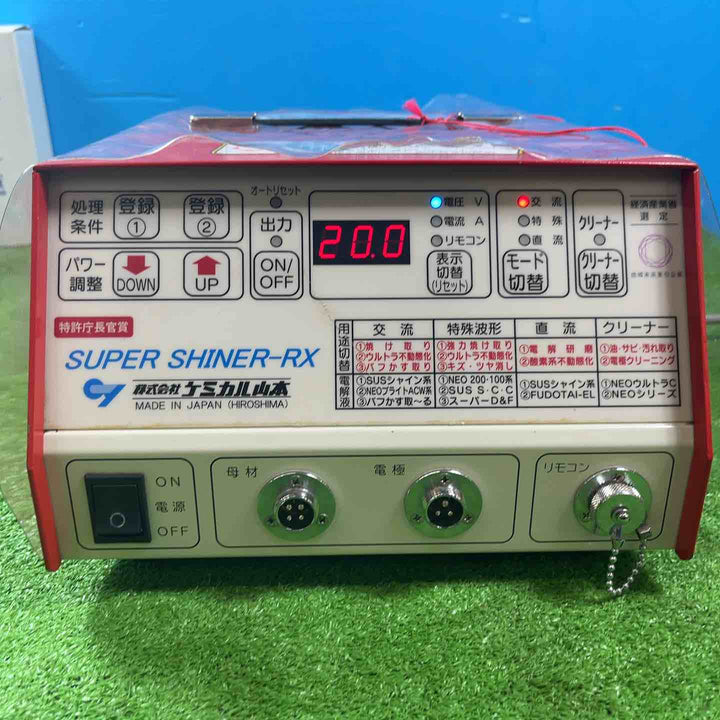 オートリセット
処理
条件
登録
①
登録
②
出力
ON/
OFF
パワー
調整
DOWN
UP
20.0
電圧 V
電流 A
リモコン
表示
切替
(リセット)
交流
特殊
直流
モード
切替
クリーナー
クリーナー
切替
経済産業省
選定
特許庁長官賞
SUPER SHINER-RX
株式会社ケミカル山本
MADE IN JAPAN (HIROSHIMA)
用途切替
交流
特殊波形
直流
クリーナー
①焼け取り
②ウルトラ不動態化
③バフかす取り
①強力焼け取り
②ウルトラ不動態化
③キズ・ツヤ消し
①電解研磨
②酸素系不動態化
①油・サビ・汚れ取り
②電極クリーニング
電解液
①SUSシャイン系
②NEOブライトACW系
③バフかす取~る
①NEO 200・100系
②SUS S・C・C
③スーパーD&F
①SUSシャイン系
②FUDOTAI-EL
①NEOウルトラC
②NEOシリーズ
ON
電源
OFF
母材
電極
リモコン